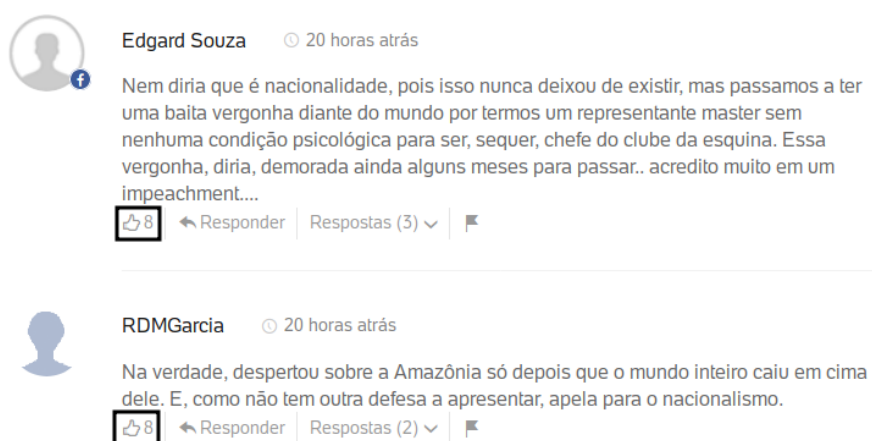 Edgard Souza 20 horas atrás
Nem diria que é nacionalidade, pois isso nunca deixou de existir, mas passamos a ter
uma baita vergonha diante do mundo por termos um representante master sem
nenhuma condição psicológica para ser, sequer, chefe do clube da esquina. Essa
vergonha, diria, demorada ainda alguns meses para passar.. acredito muito em um
impeachment....
8 Responder Respostas (3)
RDMGarcia 20 horas atrás
Na verdade, despertou sobre a Amazônia só depois que o mundo inteiro caiu em cima
dele. E, como não tem outra defesa a apresentar, apela para o nacionalismo.
8 Responder Respostas (2)